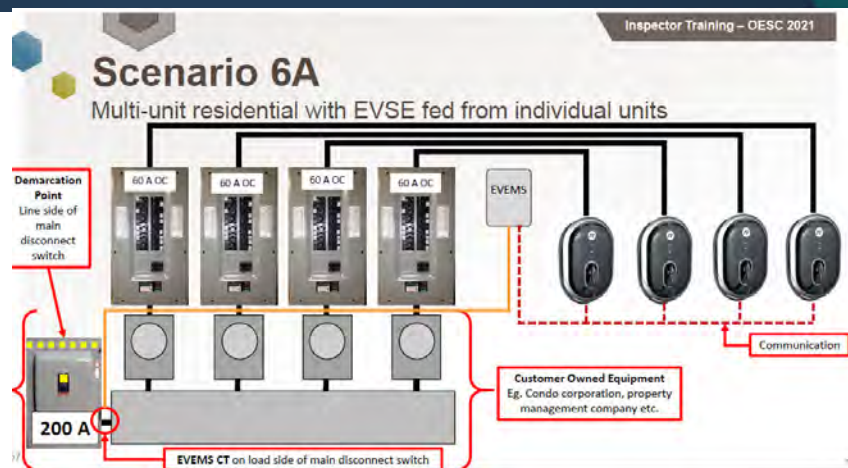 Inspector Training – OESC 2021
Scenario 6A
Multi-unit residential with EVSE fed from individual units
Demarcation
Point
Line side of
main
disconnect
switch
60 A OC
60 A OC
60 A OC
60 A OC
EVEMS
Communication
Customer Owned Equipment
Eg. Condo corporation, property
management company etc.
200 A
EVEMS CT on load side of main disconnect switch